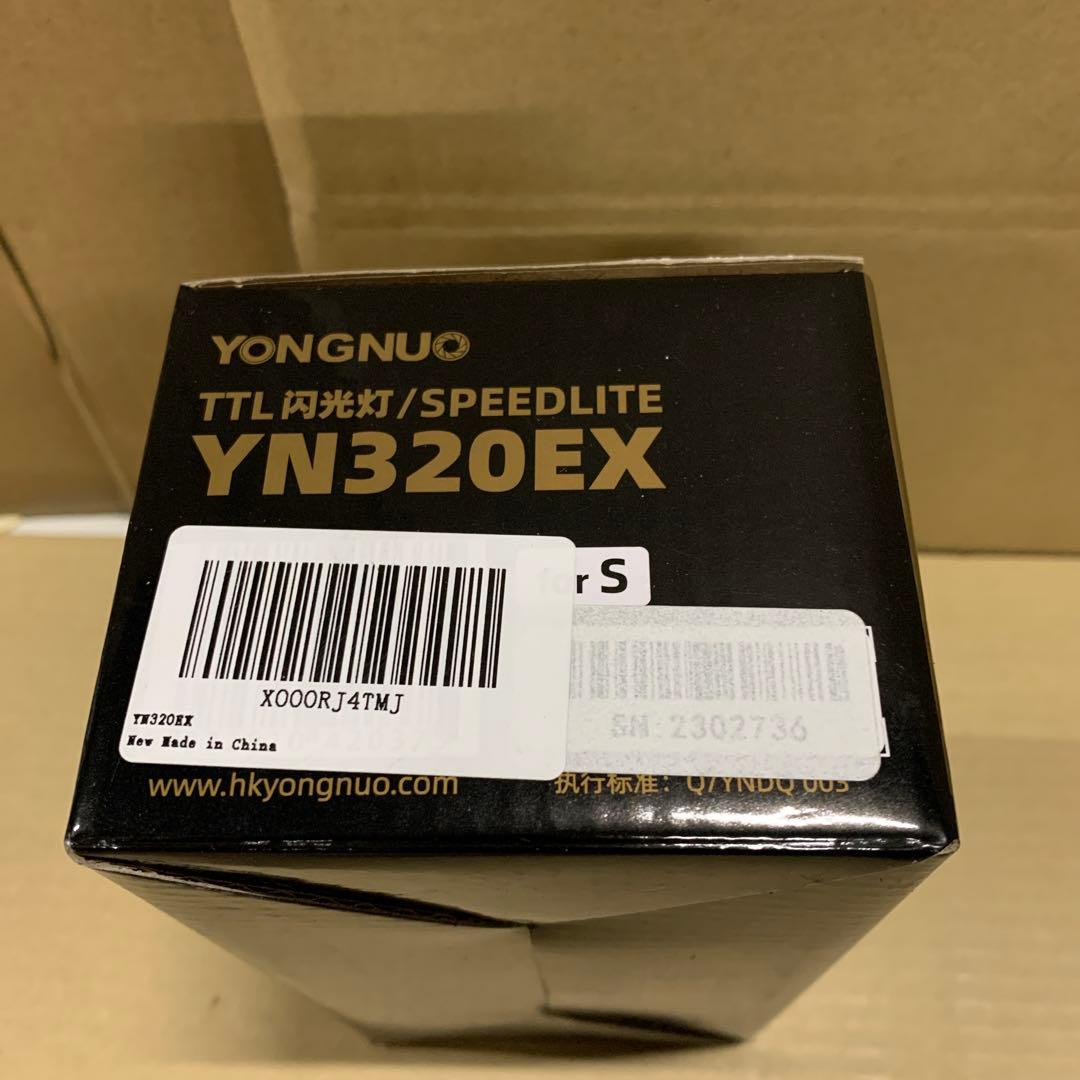 YONGNUO
TTL 闪光灯/SPEEDLITE
YN320EX
r S
X000RJ4TMJ
YN320EX
New Made in China
SN: 2302736
www.hkyongnuo.com
执行标准: Q/YNDQ 003